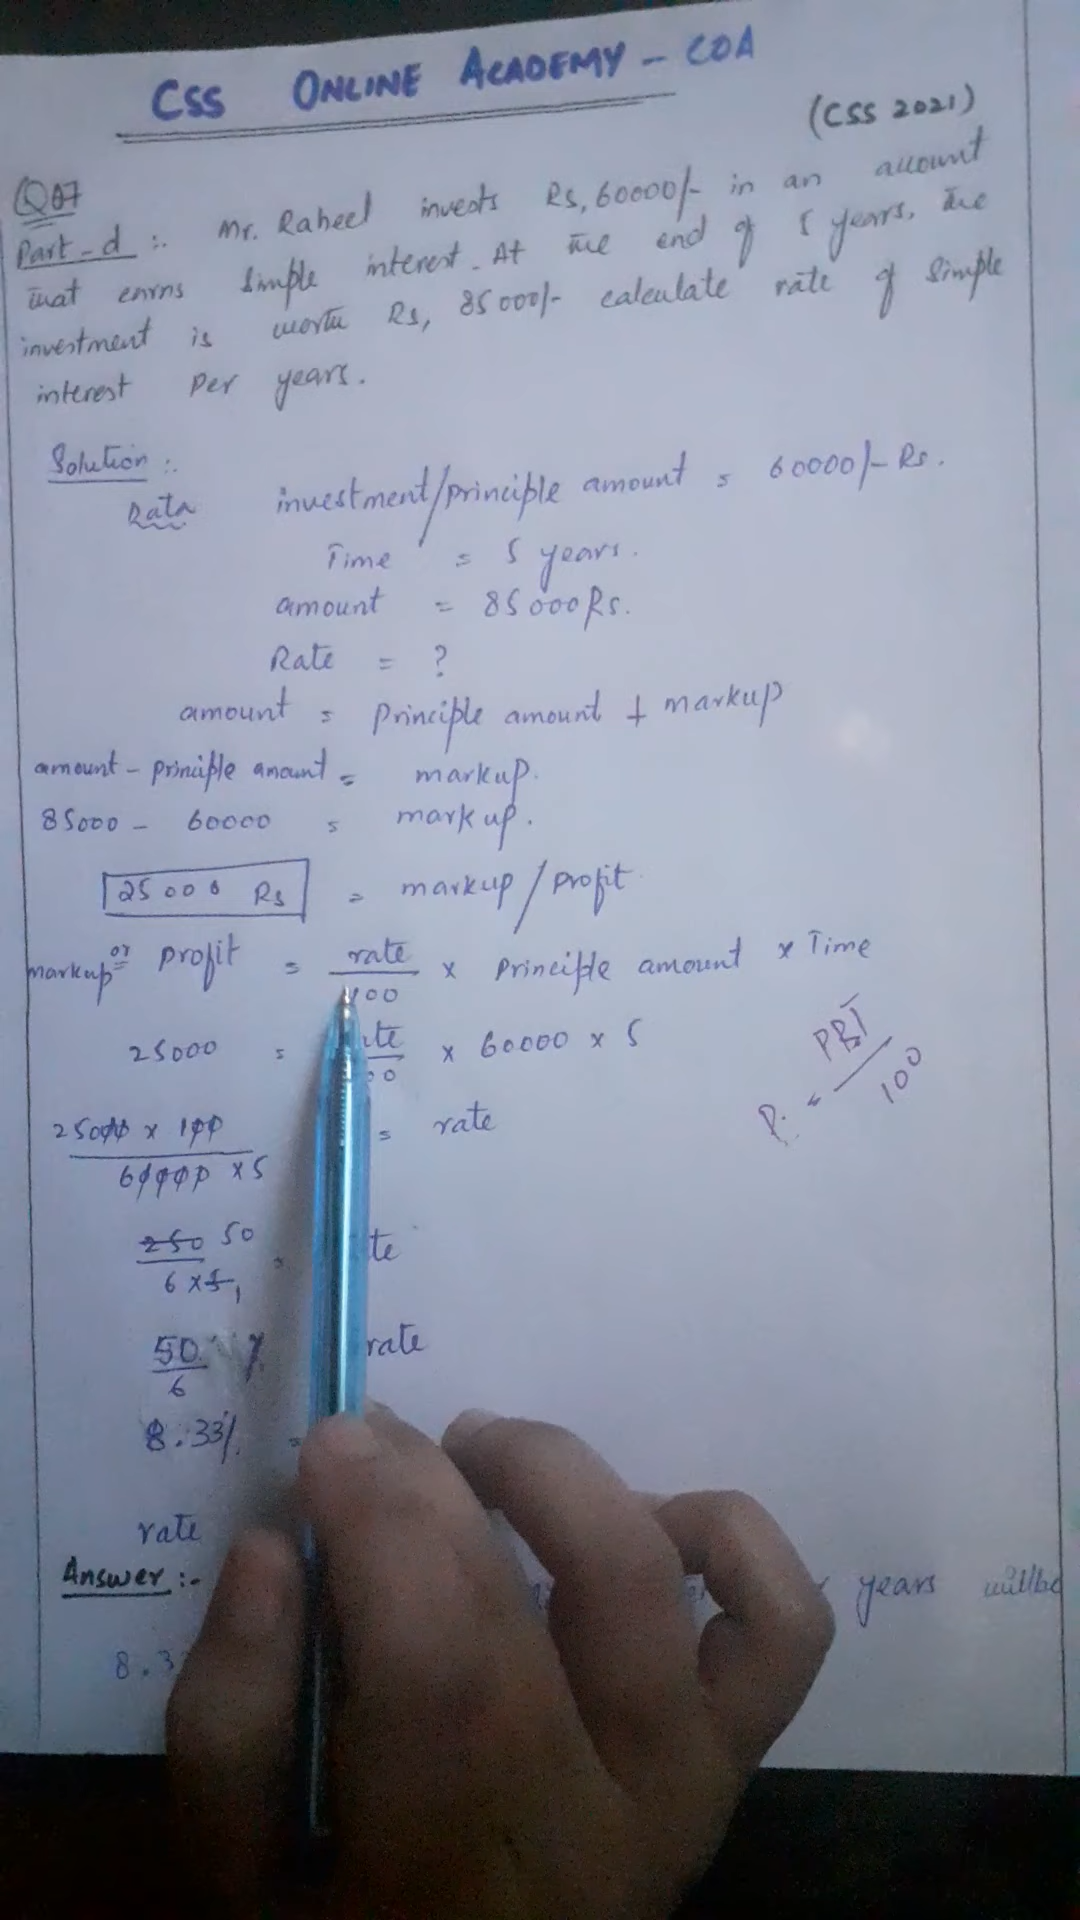 CSS ONLINE ACADEMY - COA
(CSS 2021)
Q07
Part-d :. Mr. Raheel invests Rs, 60000/- in an account
that earns simple interest. At the end of 5 years, the
investment is worth Rs, 85000/- calculate rate of simple
interest per years.
Solution :.
Data investment/principle amount = 60000/- Rs.
Time = 5 years.
amount = 85000Rs.
Rate = ?
amount = principle amount + markup
amount - principle amount = markup.
85000 - 60000 = markup.
25000 Rs = markup/profit
markup or profit = rate/100 x principle amount x Time
25000 = x 60000 x 5
P. = PRT/100
25000 x 100 / 60000 x 5 = rate
250 50 / 6 x 5 1 =
50/6 % rate
8.33% =
rate
Answer :- years will be
8.3